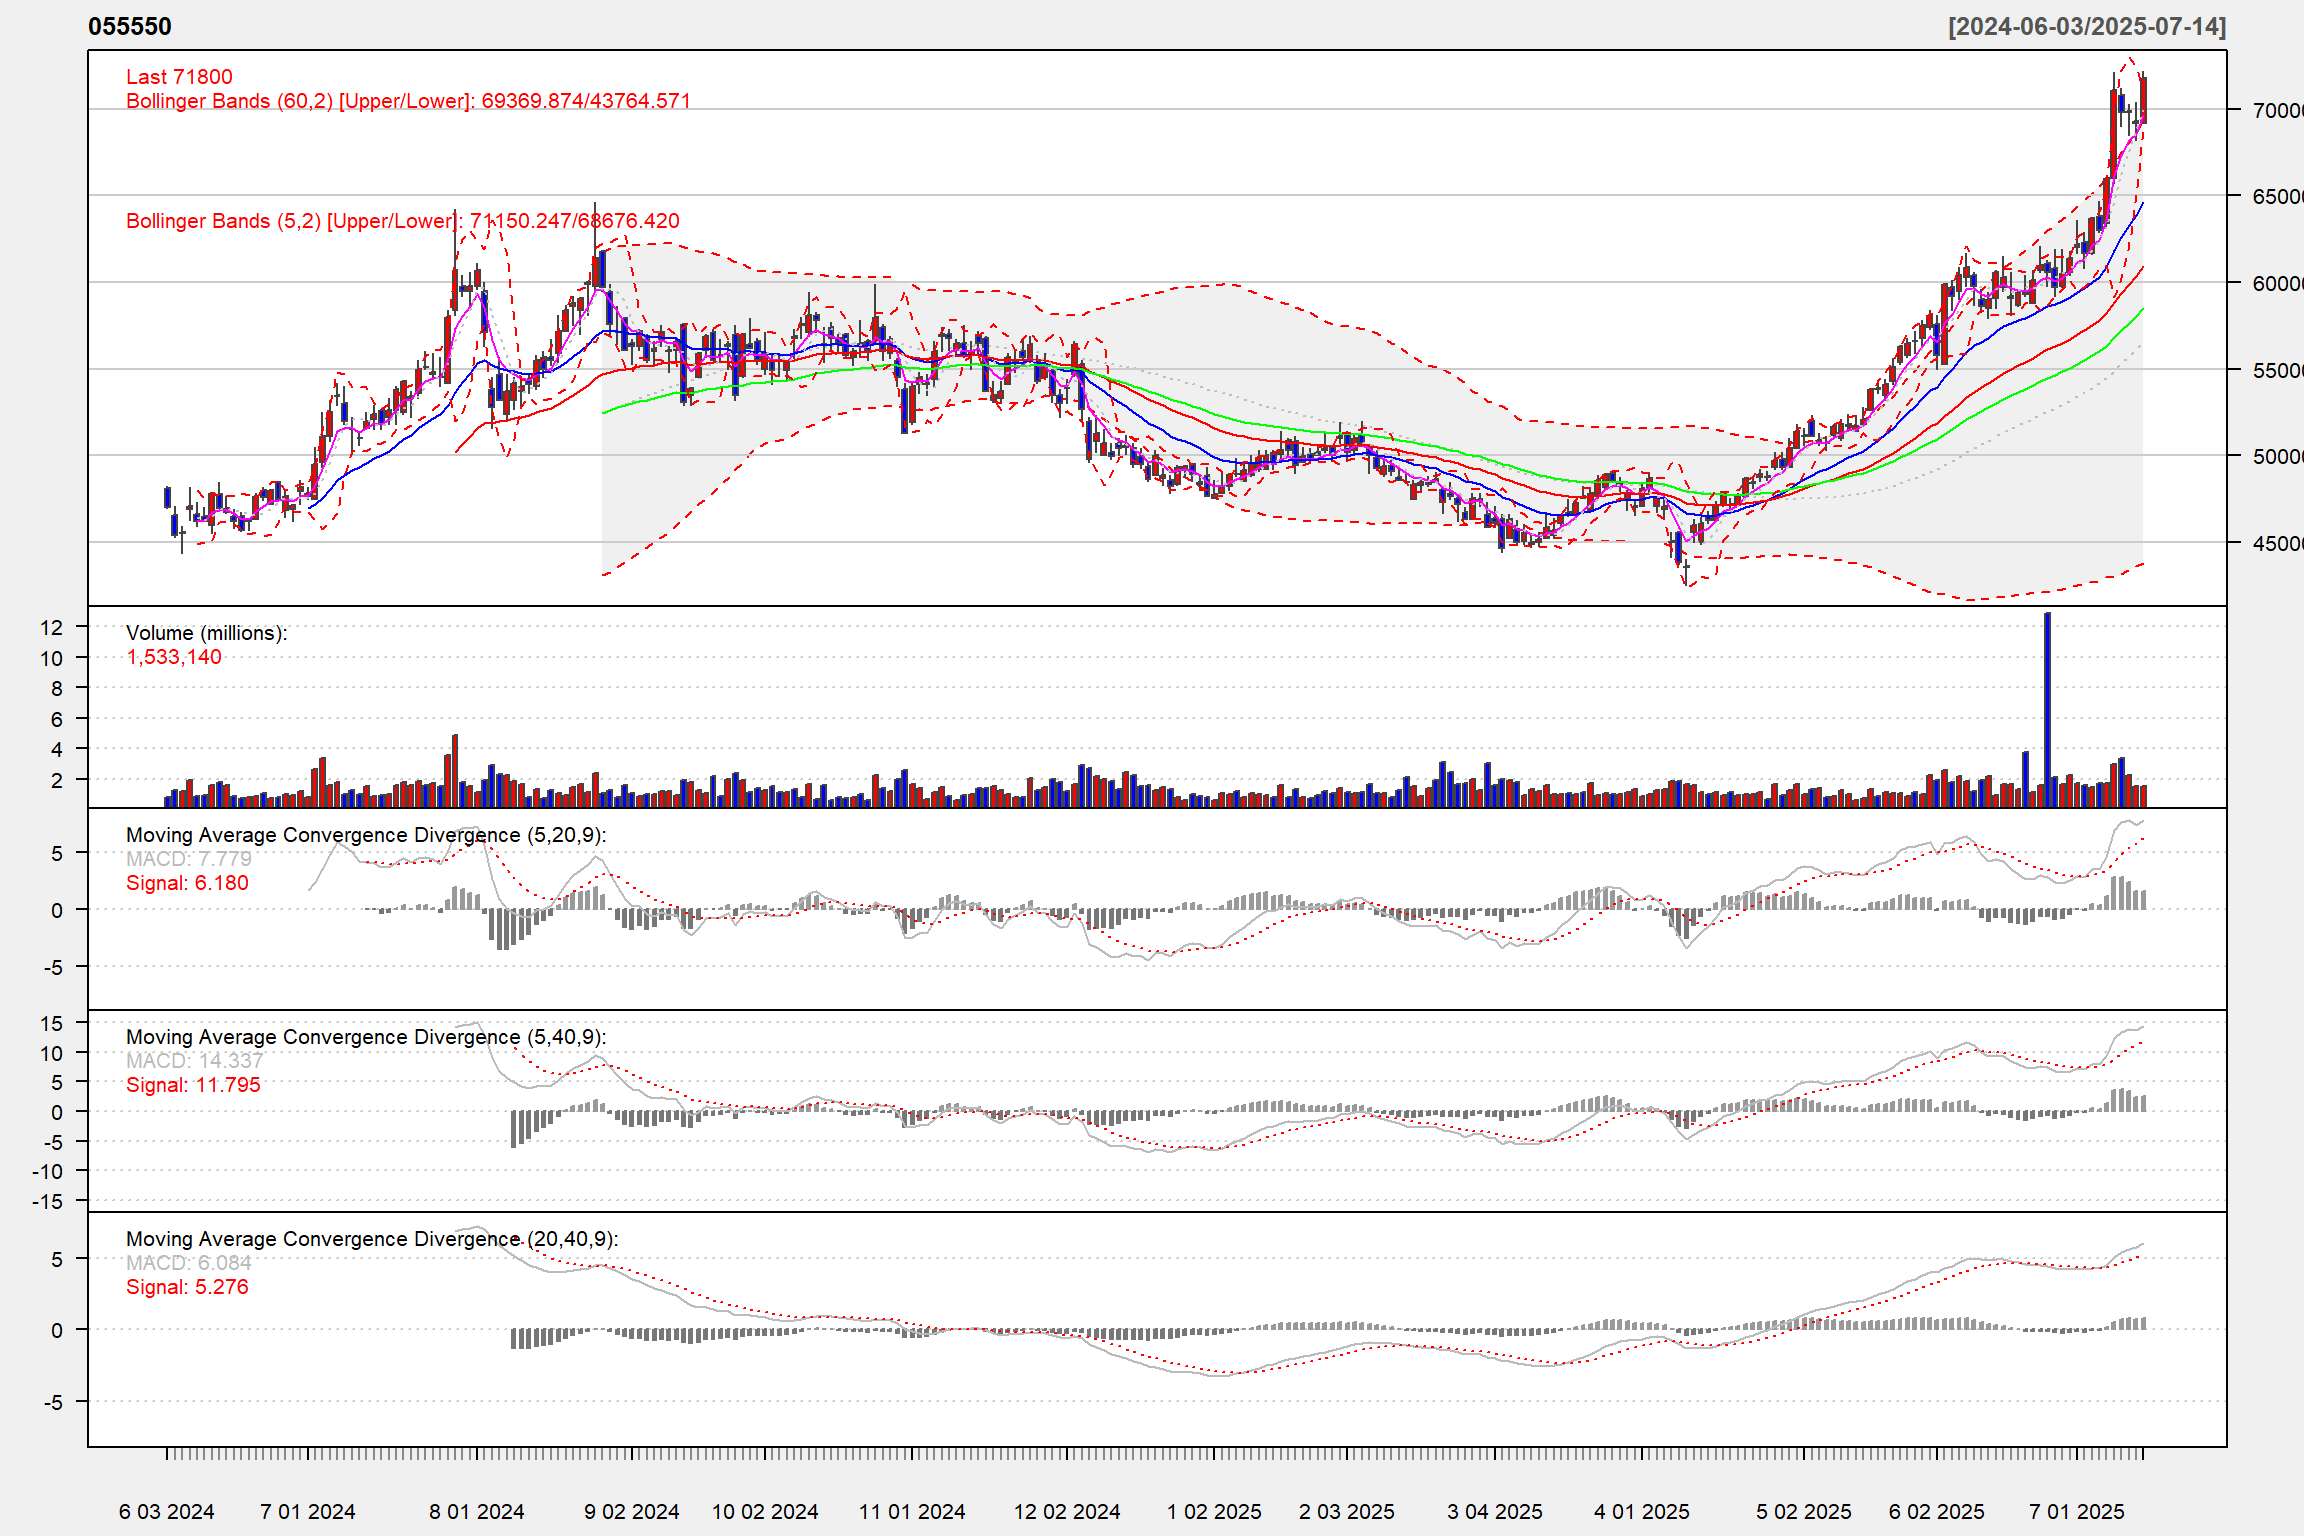 055550
[2024-06-03/2025-07-14]
Last 71800
Bollinger Bands (60,2) [Upper/Lower]: 69369.874/43764.571
Bollinger Bands (5,2) [Upper/Lower]: 71150.247/68676.420
70000
65000
60000
55000
50000
45000
Volume (millions):
1,533,140
12
10
8
6
4
2
Moving Average Convergence Divergence (5,20,9):
MACD: 7.779
Signal: 6.180
5
0
-5
Moving Average Convergence Divergence (5,40,9):
MACD: 14.337
Signal: 11.795
15
10
5
0
-5
-10
-15
Moving Average Convergence Divergence (20,40,9):
MACD: 6.084
Signal: 5.276
5
0
-5
6 03 2024 7 01 2024 8 01 2024 9 02 2024 10 02 2024 11 01 2024 12 02 2024 1 02 2025 2 03 2025 3 04 2025 4 01 2025 5 02 2025 6 02 2025 7 01 2025